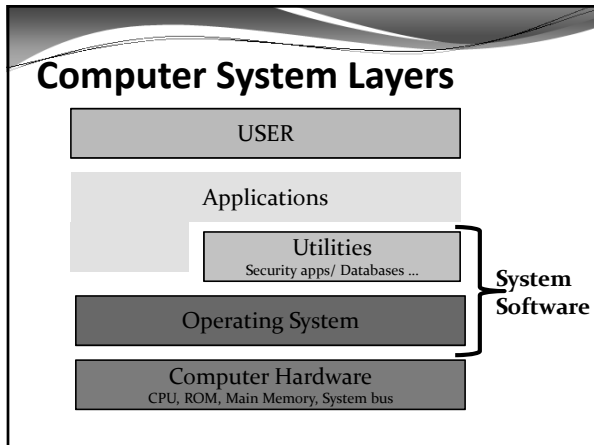 Computer System Layers
USER
Applications
Utilities
Security apps/ Databases ...
System
Software
Operating System
Computer Hardware
CPU, ROM, Main Memory, System bus